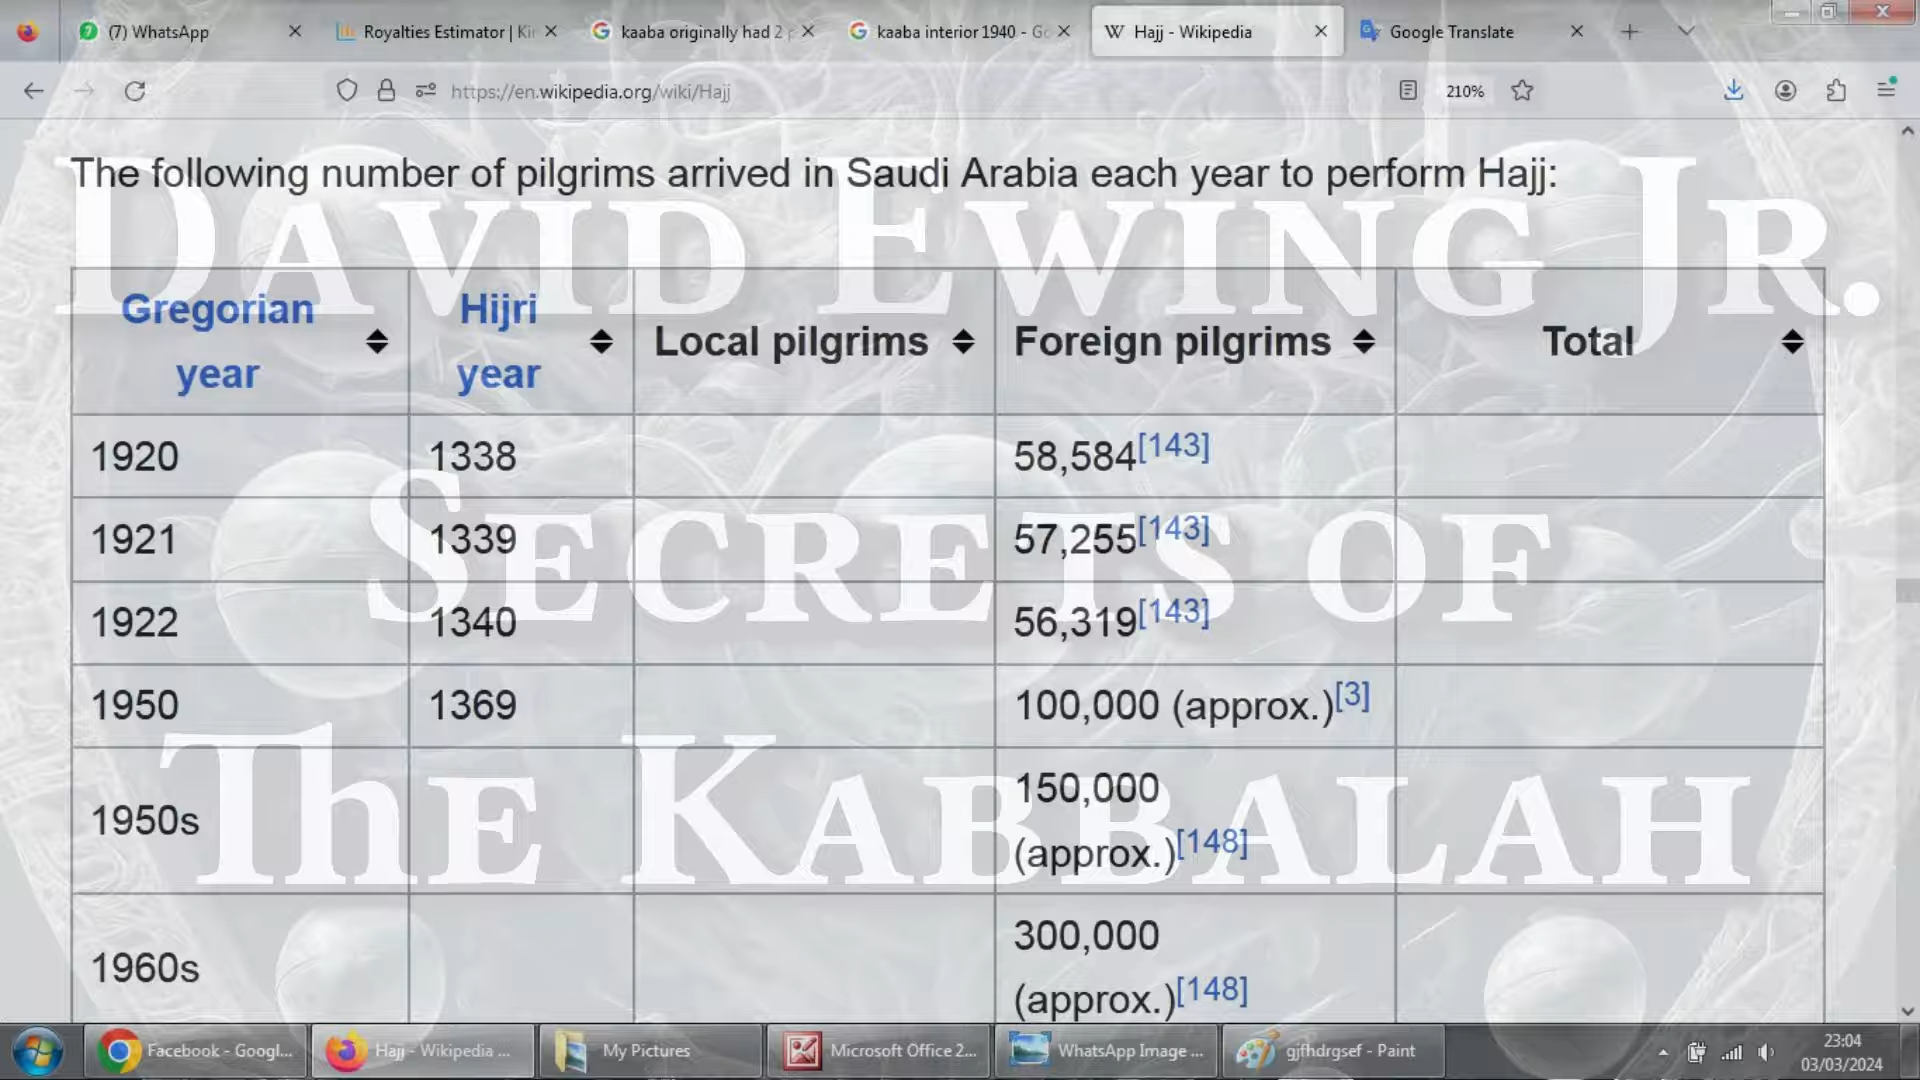 (7) WhatsApp
Royalties Estimator | Ki
kaaba originally had 2
kaaba interior 1940 - Go
W Hajj - Wikipedia
Google Translate
https://en.wikipedia.org/wiki/Hajj
210%
The following number of pilgrims arrived in Saudi Arabia each year to perform Hajj:
David Ewing Jr.
Gregorian year Hijri year Local pilgrims Foreign pilgrims Total
1920 1338 58,584[143]
1921 1339 57,255[143]
Secrets of
1922 1340 56,319[143]
1950 1369 100,000 (approx.)[3]
The Kabbalah
1950s 150,000 (approx.)[148]
1960s 300,000 (approx.)[148]
Facebook - Googl...
Hajj - Wikipedia ...
My Pictures
Microsoft Office 2...
WhatsApp Image ...
gjfhdrgsef - Paint
23:04
03/03/2024